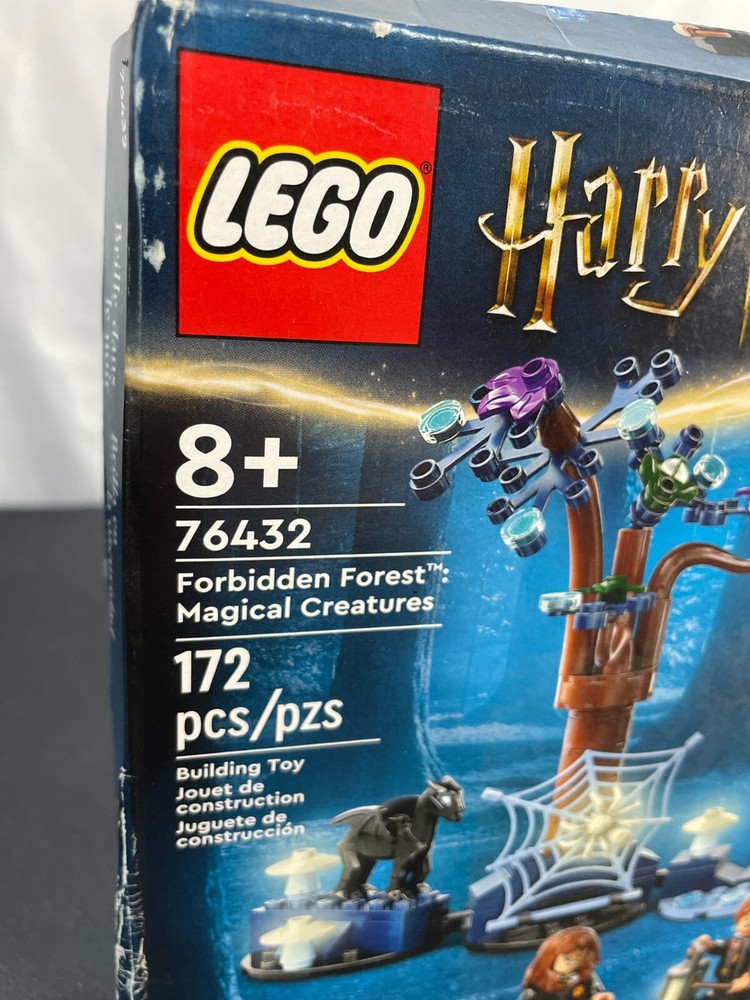 LEGO®
Harry
8+
76432
Forbidden Forest™:
Magical Creatures
172
pcs/pzs
Building Toy
Jouet de
construction
Juguete de
construcción
76432